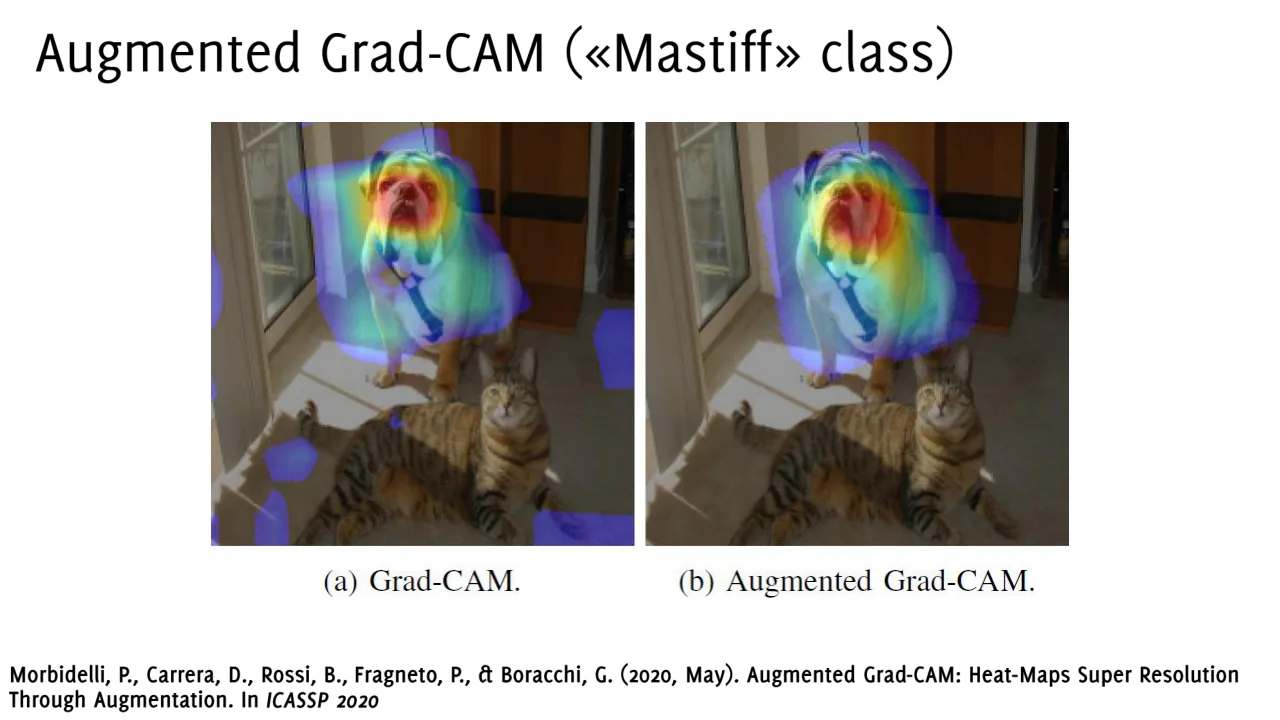 Augmented Grad-CAM («Mastiff» class)
(a) Grad-CAM.
(b) Augmented Grad-CAM.
Morbidelli, P., Carrera, D., Rossi, B., Fragneto, P., & Boracchi, G. (2020, May). Augmented Grad-CAM: Heat-Maps Super Resolution
Through Augmentation. In ICASSP 2020